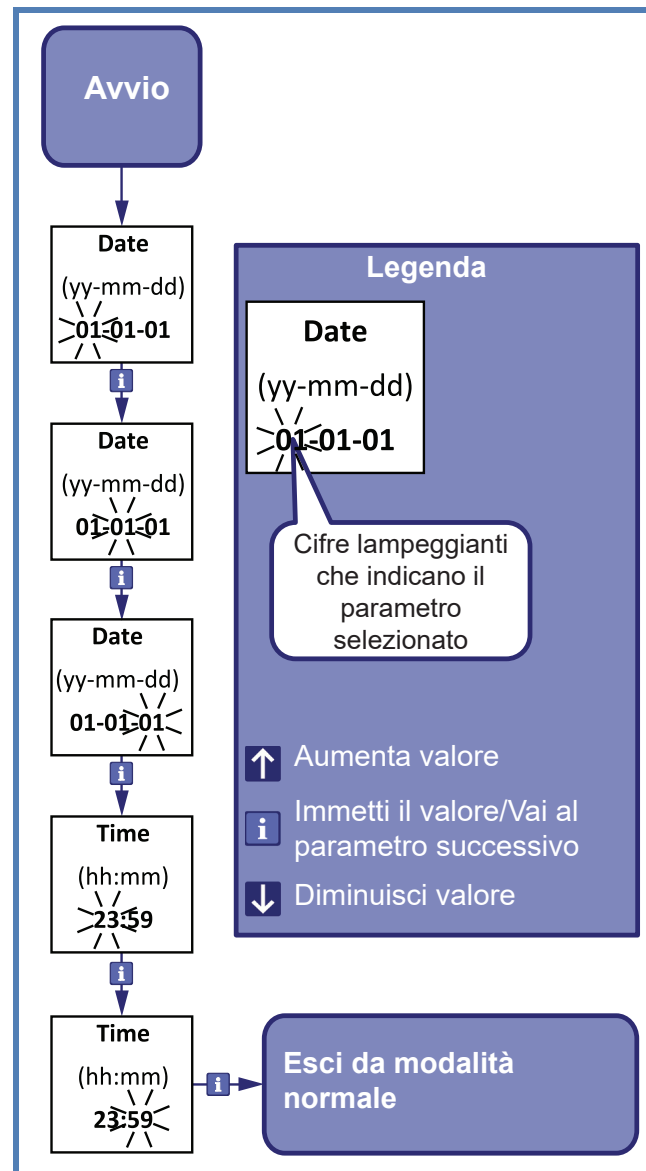 Avvio
Date
(yy-mm-dd)
01-01-01
i
Date
(yy-mm-dd)
01-01-01
i
Date
(yy-mm-dd)
01-01-01
i
Time
(hh:mm)
23:59
i
Time
(hh:mm)
23:59
i
Esci da modalità
normale
Legenda
Date
(yy-mm-dd)
01-01-01
Cifre lampeggianti
che indicano il
parametro
selezionato
↑ Aumenta valore
i Immetti il valore/Vai al
parametro successivo
↓ Diminuisci valore